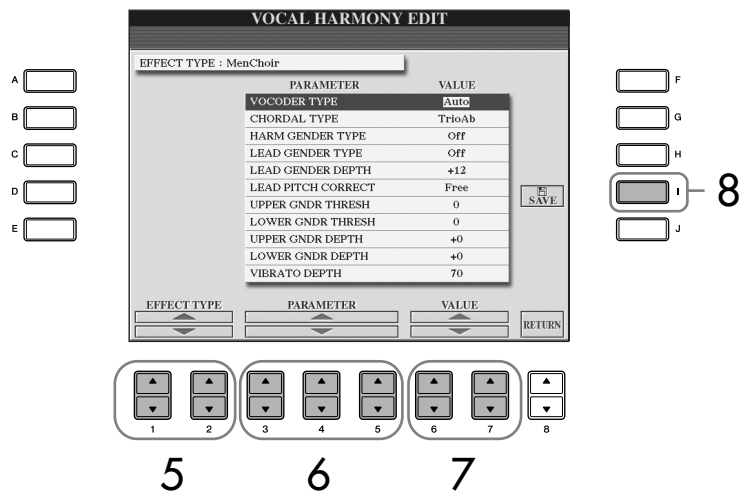 VOCAL HARMONY EDIT
EFFECT TYPE : MenChoir
PARAMETER VALUE
VOCODER TYPE Auto
CHORDAL TYPE TrioAb
HARM GENDER TYPE Off
LEAD GENDER TYPE Off
LEAD GENDER DEPTH +12
LEAD PITCH CORRECT Free
UPPER GNDR THRESH 0
LOWER GNDR THRESH 0
UPPER GNDR DEPTH +0
LOWER GNDR DEPTH +0
VIBRATO DEPTH 70
SAVE
EFFECT TYPE PARAMETER VALUE
RETURN
A
B
C
D
E
F
G
H
I 8
J
1 2 3 4 5 6 7 8
5 6 7